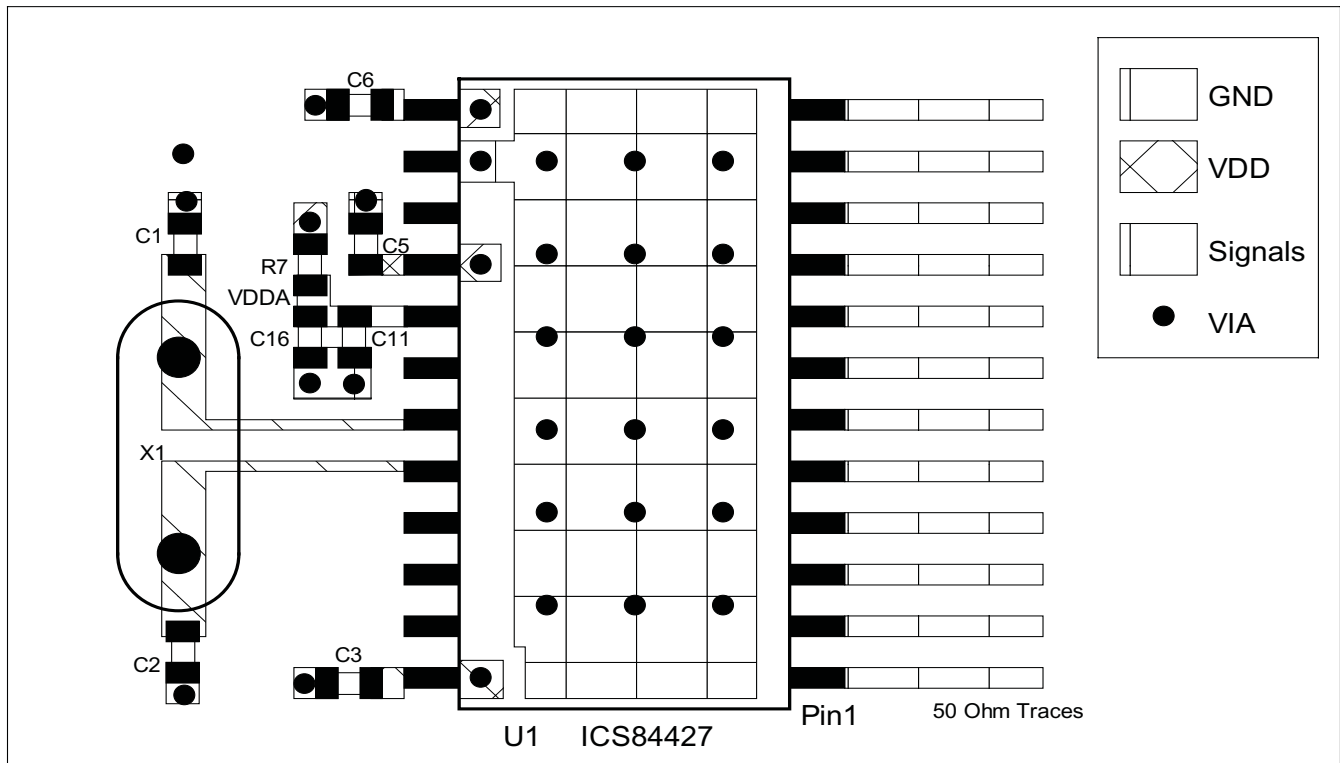 C6
GND
VDD
C1
C5
Signals
R7
VDDA
VIA
C16
C11
X1
C2
C3
Pin1
50 Ohm Traces
U1 ICS84427